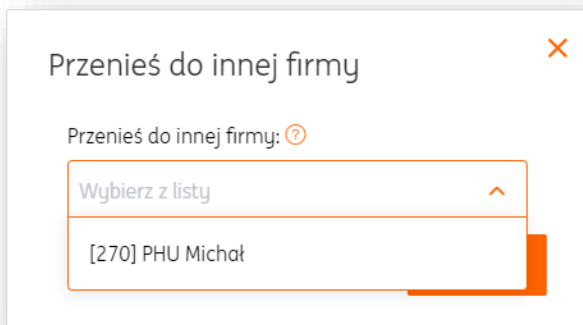 Przenieś do innej firmy
Przenieś do innej firmy: ?
Wybierz z listy
[270] PHU Michał